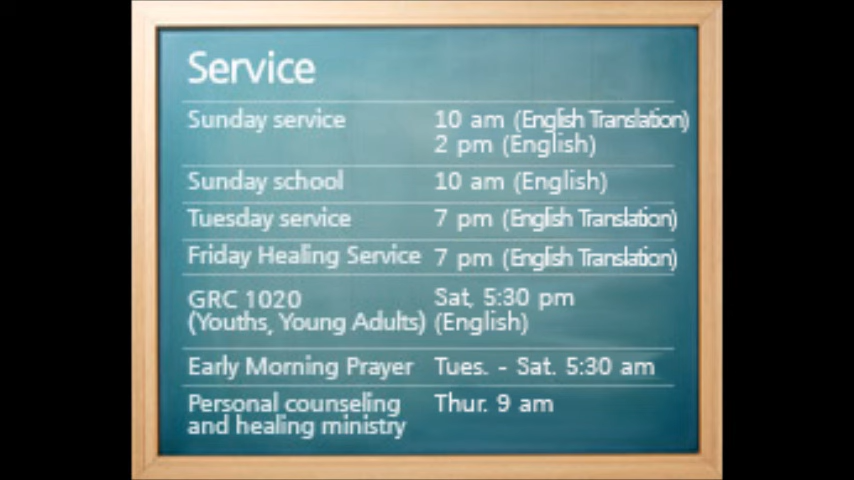 Service
Sunday service 10 am (English Translation)
2 pm (English)
Sunday school 10 am (English)
Tuesday service 7 pm (English Translation)
Friday Healing Service 7 pm (English Translation)
GRC 1020 Sat, 5:30 pm
(Youths, Young Adults) (English)
Early Morning Prayer Tues. - Sat. 5:30 am
Personal counseling Thur. 9 am
and healing ministry